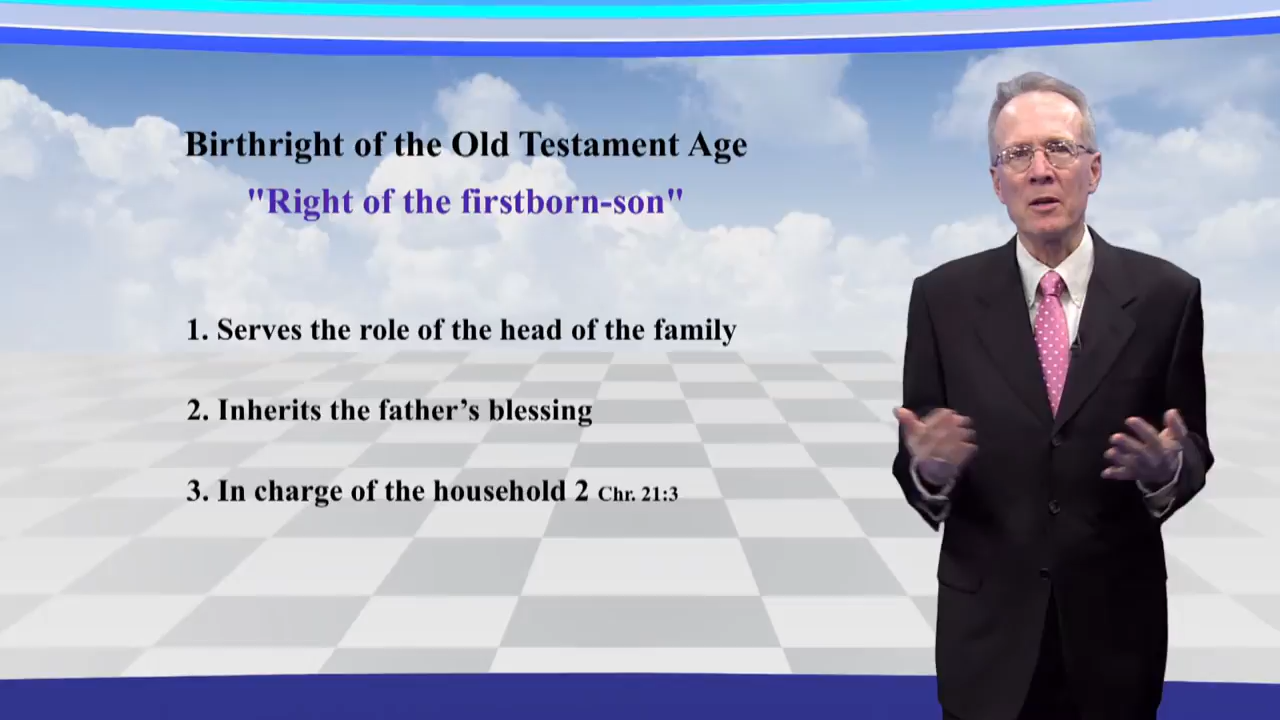 Birthright of the Old Testament Age
"Right of the firstborn-son"
1. Serves the role of the head of the family
2. Inherits the father’s blessing
3. In charge of the household 2 Chr. 21:3